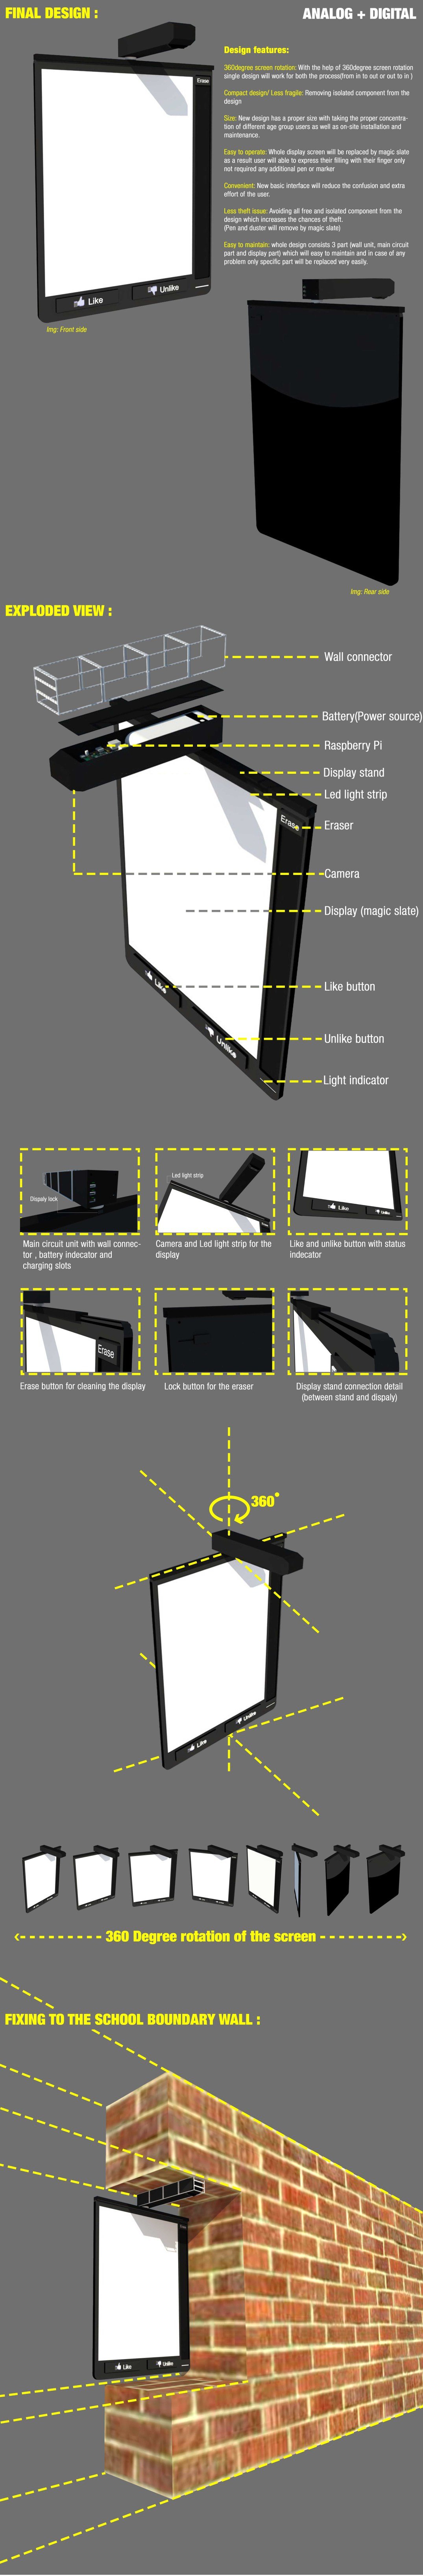 FINAL DESIGN :
ANALOG + DIGITAL
Design features:
360degree screen rotation: With the help of 360degree screen rotation
single design will work for both the process(from in to out or out to in )
Compact design/ Less fragile: Removing isolated component from the
design
Size: New design has a proper size with taking the proper concentra-
tion of different age group users as well as on-site installation and
maintenance.
Easy to operate: Whole display screen will be replaced by magic slate
as a result user will able to express their filling with their finger only
not required any additional pen or marker
Convenient: New basic interface will reduce the confusion and extra
effort of the user.
Less theft issue: Avoiding all free and isolated component from the
design which increases the chances of theft.
(Pen and duster will remove by magic slate)
Easy to maintain: whole design consists 3 part (wall unit, main circuit
part and display part) which will easy to maintain and in case of any
problem only specific part will be replaced very easily.
Erase
Like
Unlike
Img: Front side
Img: Rear side
EXPLODED VIEW :
Wall connector
Battery(Power source)
Raspberry Pi
Display stand
Led light strip
Erase
Eraser
Camera
Display (magic slate)
Like
Like button
Unlike
Unlike button
Light indicator
Dispaly lock
Led light strip
Like
Unlike
Main circuit unit with wall connec-
tor , battery indecator and
charging slots
Camera and Led light strip for the
display
Like and unlike button with status
indecator
Erase
Erase button for cleaning the display
Lock button for the eraser
Display stand connection detail
(between stand and dispaly)
360°
Like
Unlike
360 Degree rotation of the screen
FIXING TO THE SCHOOL BOUNDARY WALL :
Like
Unlike